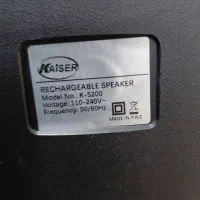 KAISER
RECHARGEABLE SPEAKER
Model No.: K-5200
Voltage: 110-240V~
Frequency: 50/60Hz
MADE IN P.R.C